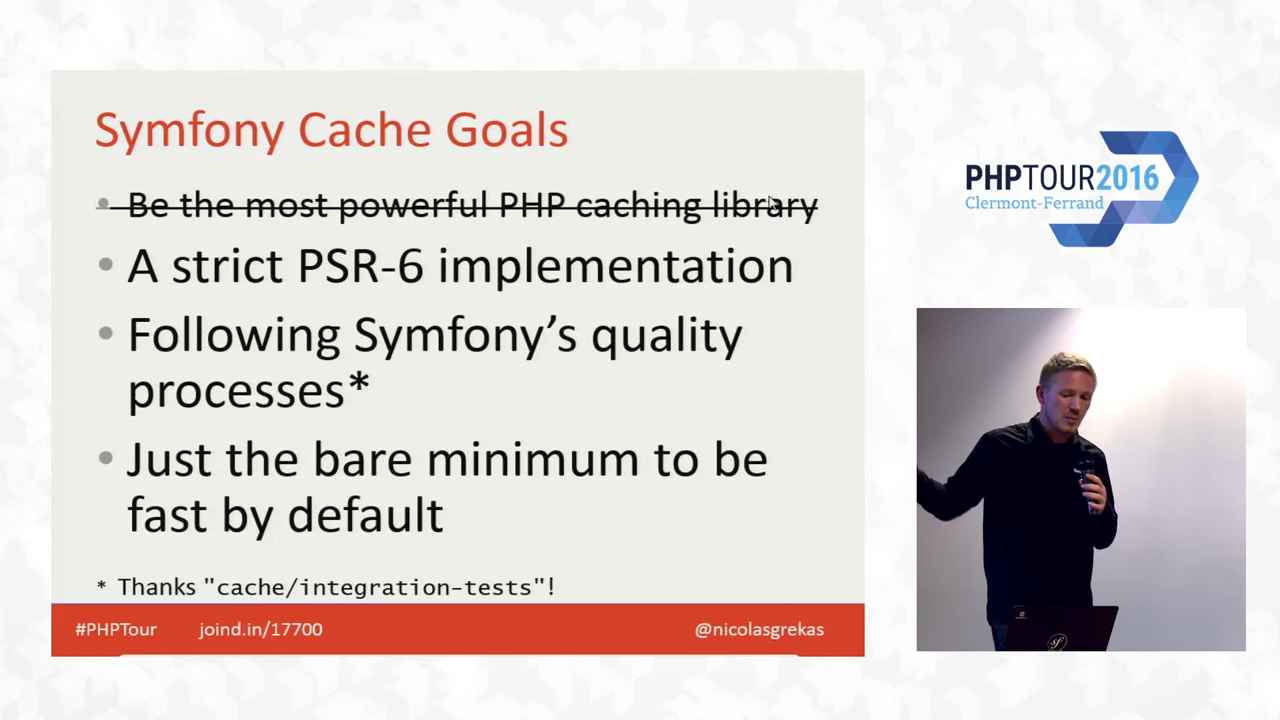 Symfony Cache Goals
• Be the most powerful PHP caching library
• A strict PSR-6 implementation
• Following Symfony’s quality
processes*
• Just the bare minimum to be
fast by default
* Thanks "cache/integration-tests"!
#PHPTour joind.in/17700 @nicolasgrekas
PHPTOUR2016
Clermont-Ferrand